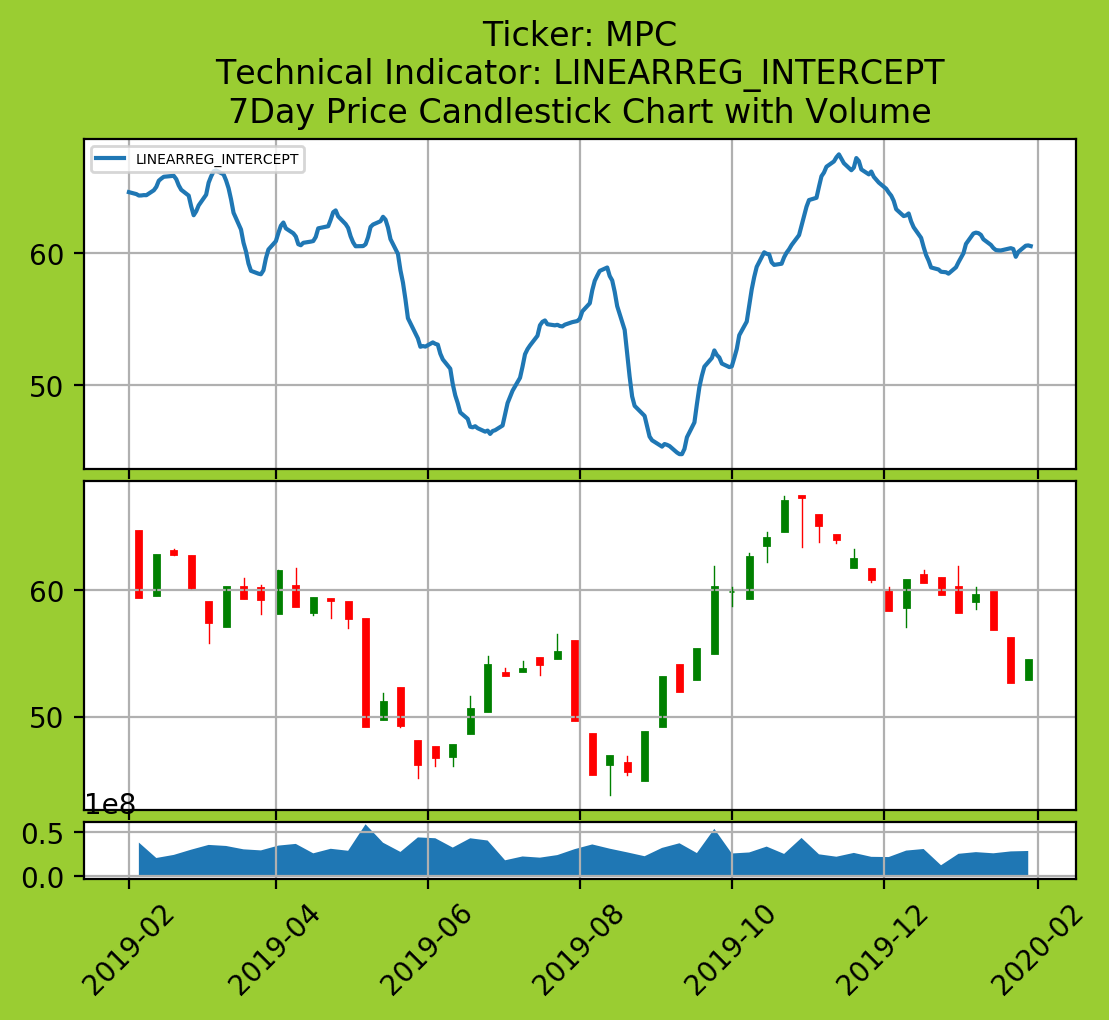 Ticker: MPC
Technical Indicator: LINEARREG_INTERCEPT
7Day Price Candlestick Chart with Volume
LINEARREG_INTERCEPT
60
50
60
50
1e8
0.5
0.0
2019-02
2019-04
2019-06
2019-08
2019-10
2019-12
2020-02